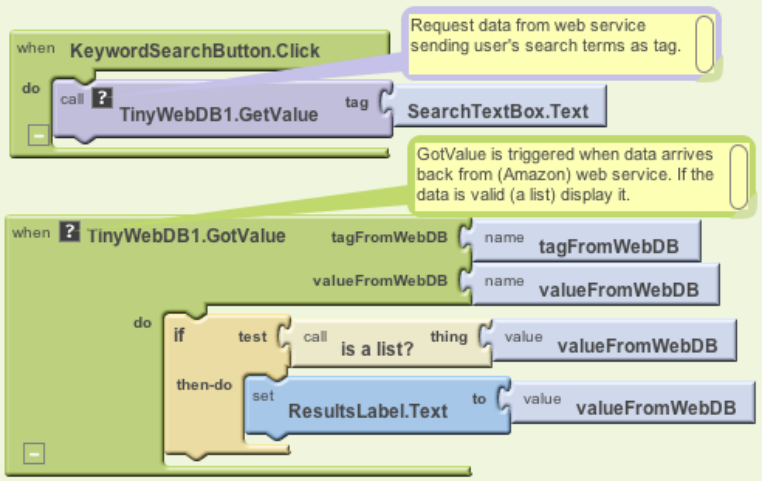 Request data from web service
sending user's search terms as tag.
when KeywordSearchButton.Click
do call ? TinyWebDB1.GetValue tag SearchTextBox.Text
GotValue is triggered when data arrives
back from (Amazon) web service. If the
data is valid (a list) display it.
when ? TinyWebDB1.GotValue tagFromWebDB name tagFromWebDB
valueFromWebDB name valueFromWebDB
do if test call is a list? thing value valueFromWebDB
then-do set ResultsLabel.Text to value valueFromWebDB